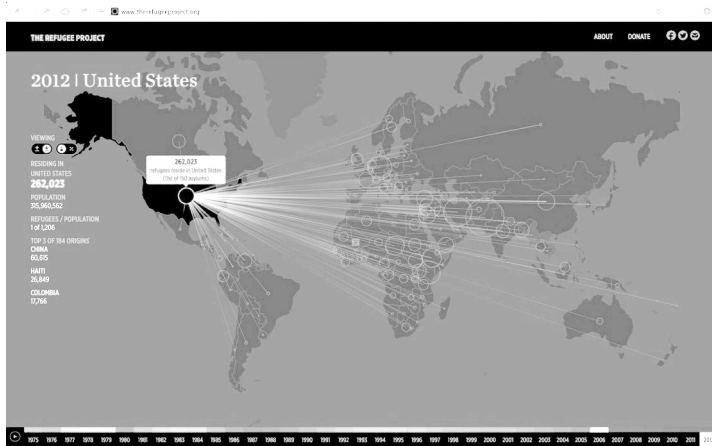 www.therefugeeproject.org
THE REFUGEE PROJECT
ABOUT DONATE
2012 | United States
VIEWING
RESIDING IN
UNITED STATES
262,023
POPULATION
315,960,562
REFUGEES / POPULATION
1 of 1,206
TOP 3 OF 184 ORIGINS
CHINA
60,615
HAITI
26,849
COLOMBIA
17,766
262,023
refugees reside in United States
1975 1976 1977 1978 1979 1980 1981 1982 1983 1984 1985 1986 1987 1988 1989 1990 1991 1992 1993 1994 1995 1996 1997 1998 1999 2000 2001 2002 2003 2004 2005 2006 2007 2008 2009 2010 2011